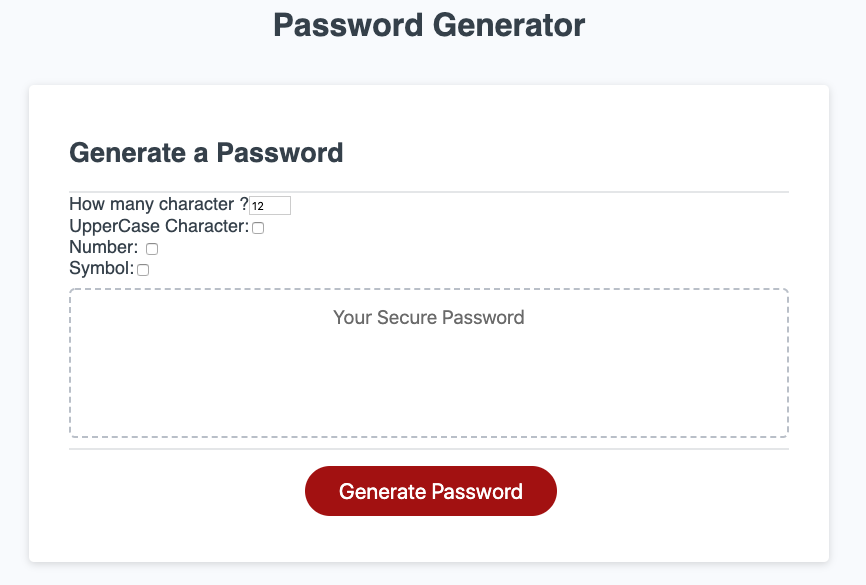 Password Generator
Generate a Password
How many character ?12
UpperCase Character:
Number:
Symbol:
Your Secure Password
Generate Password